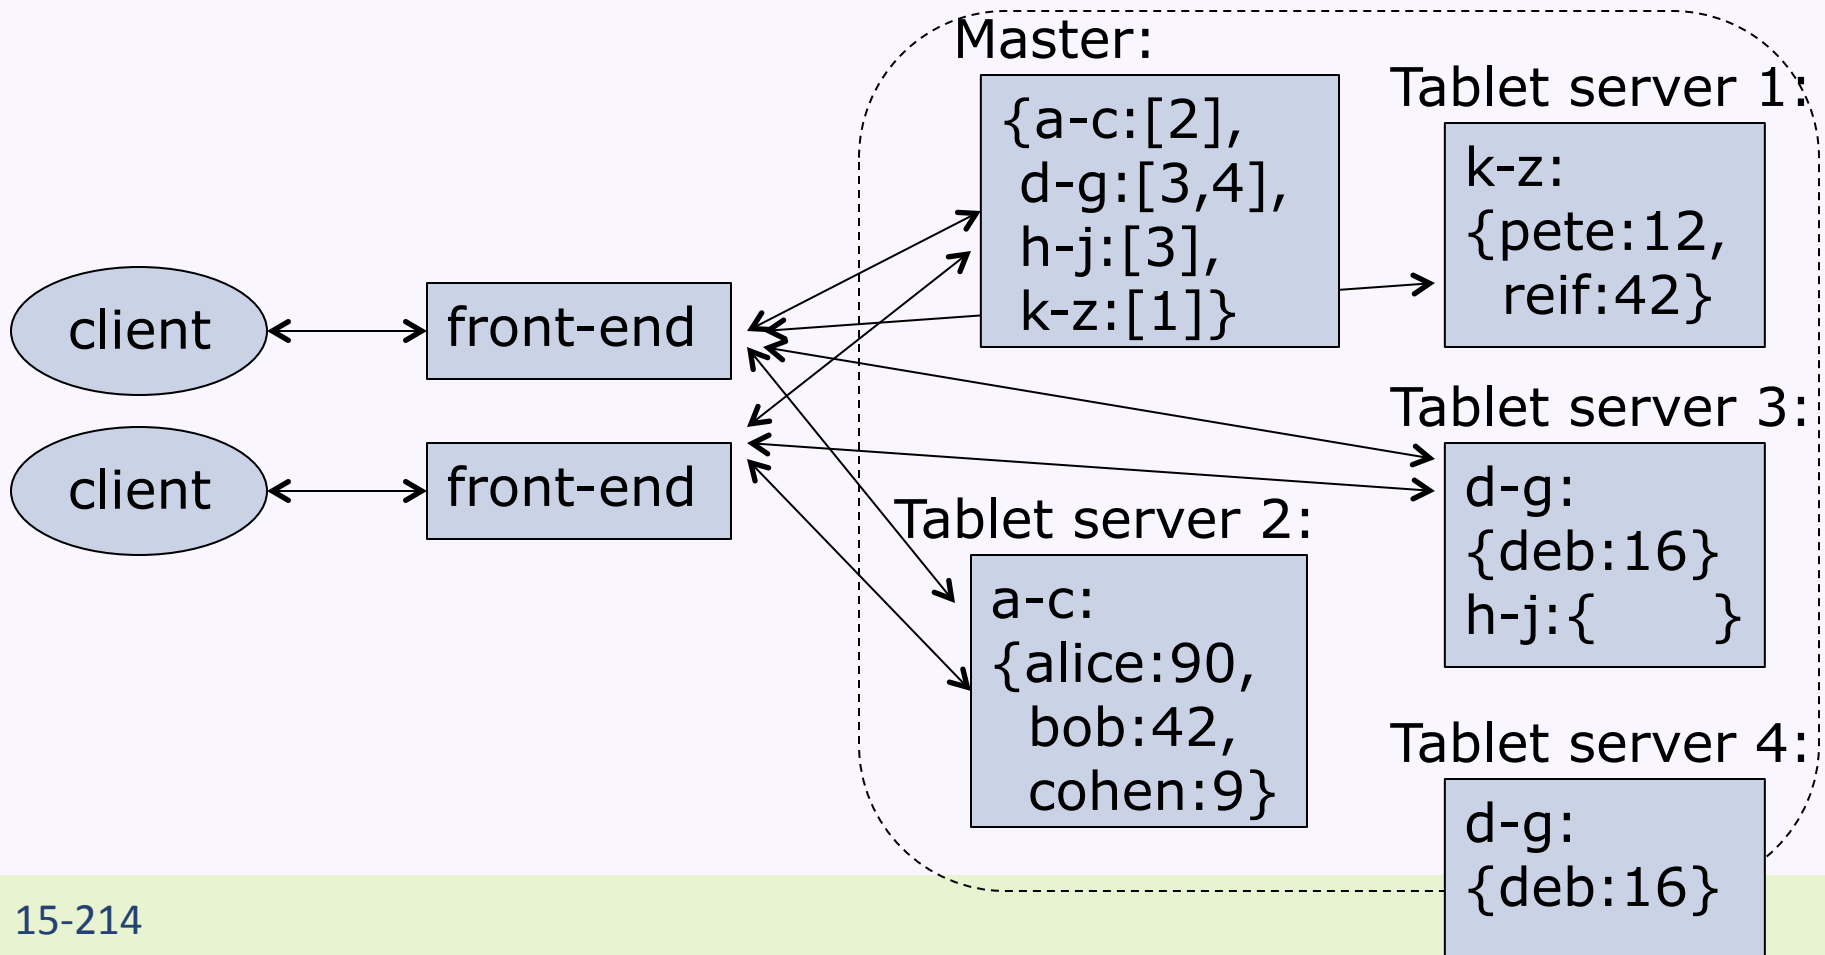 Master:
{a-c:[2],
d-g:[3,4],
h-j:[3],
k-z:[1]}
Tablet server 1:
k-z:
{pete:12,
reif:42}
client
front-end
client
front-end
Tablet server 2:
a-c:
{alice:90,
bob:42,
cohen:9}
Tablet server 3:
d-g:
{deb:16}
h-j:{ }
Tablet server 4:
d-g:
{deb:16}
15-214